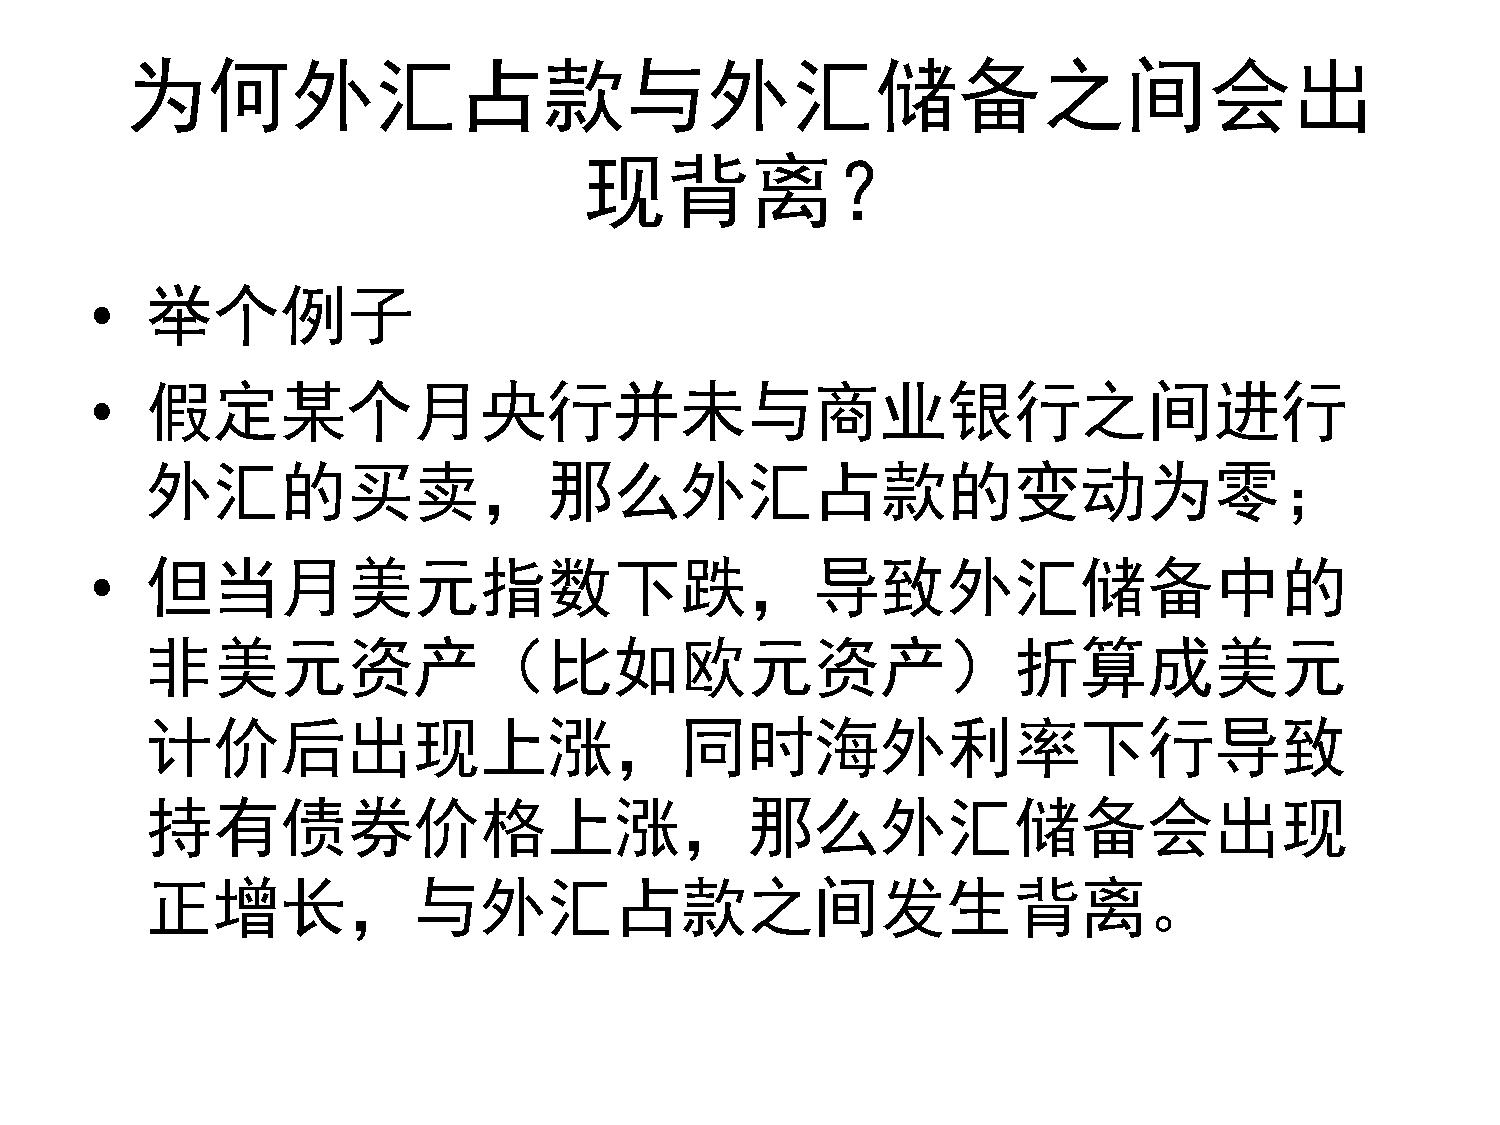 为何外汇占款与外汇储备之间会出
现背离？
• 举个例子
• 假定某个月央行并未与商业银行之间进行
外汇的买卖，那么外汇占款的变动为零；
• 但当月美元指数下跌，导致外汇储备中的
非美元资产（比如欧元资产）折算成美元
计价后出现上涨，同时海外利率下行导致
持有债券价格上涨，那么外汇储备会出现
正增长，与外汇占款之间发生背离。